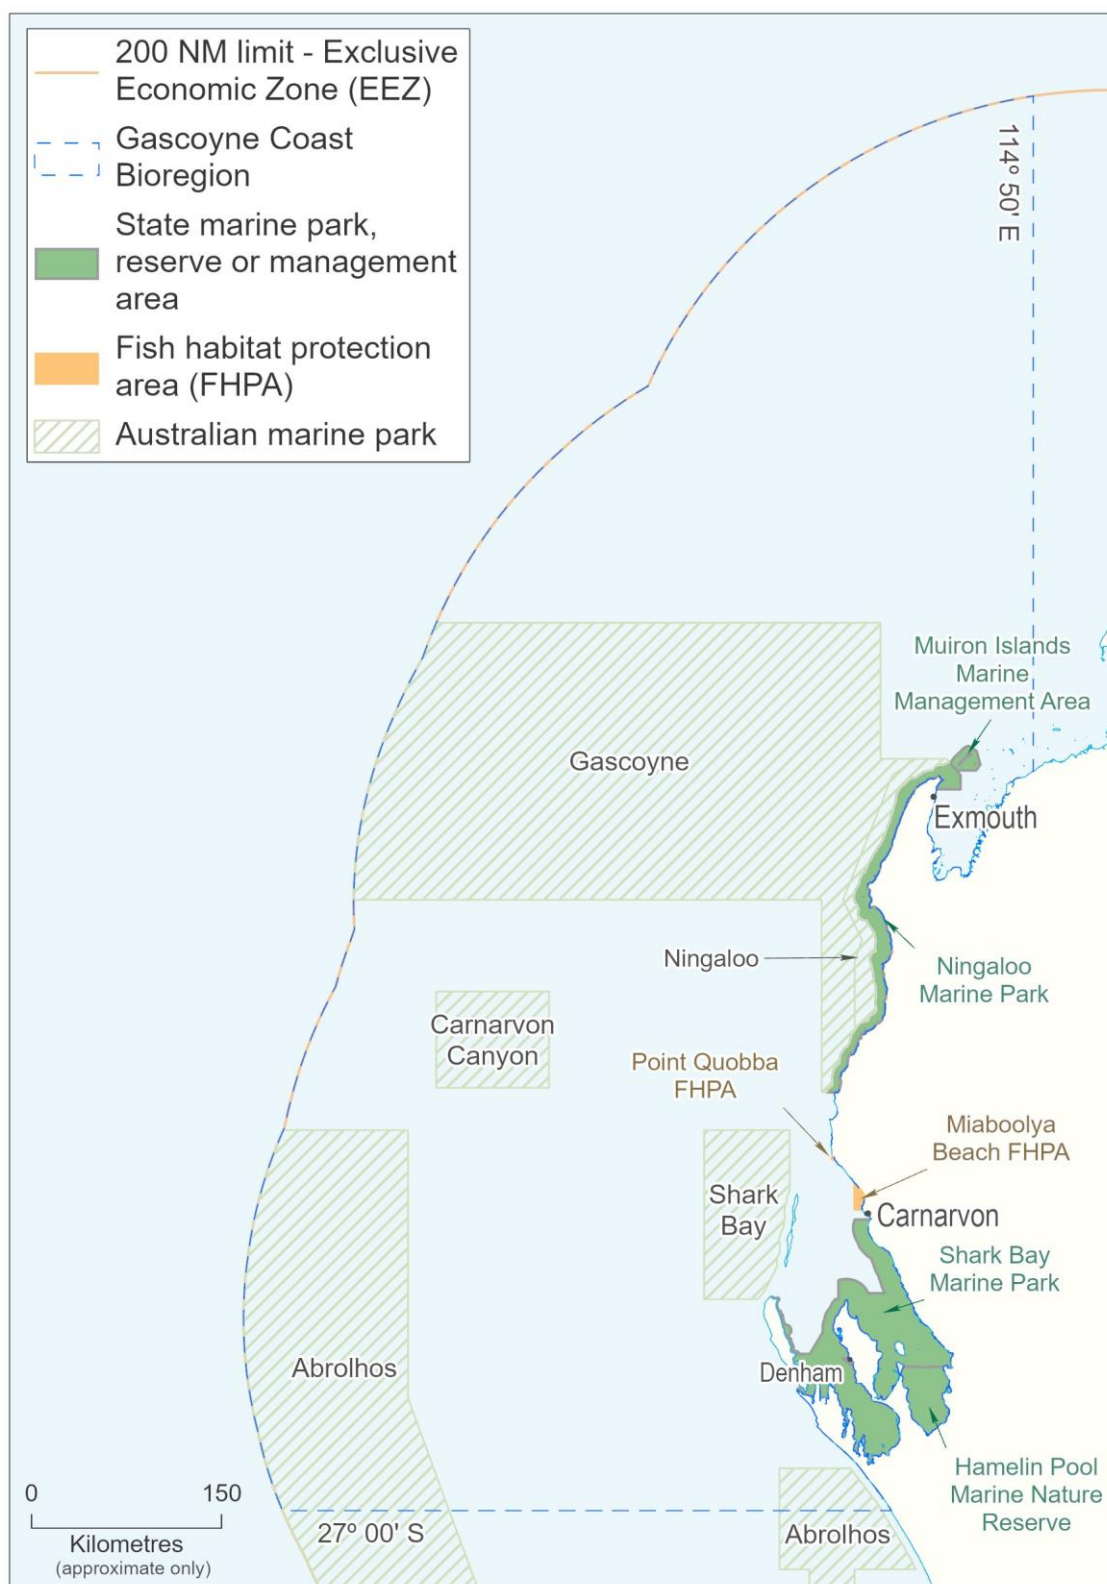 200 NM limit - Exclusive
Economic Zone (EEZ)
Gascoyne Coast
Bioregion
State marine park,
reserve or management
area
Fish habitat protection
area (FHPA)
Australian marine park
114º 50' E
Muiron Islands
Marine
Management Area
Gascoyne
Exmouth
Ningaloo
Ningaloo
Marine Park
Carnarvon
Canyon
Point Quobba
FHPA
Miaboolya
Beach FHPA
Shark
Bay
Carnarvon
Shark Bay
Marine Park
Abrolhos
Denham
Hamelin Pool
Marine Nature
Reserve
0 150
Kilometres
(approximate only)
27º 00' S
Abrolhos